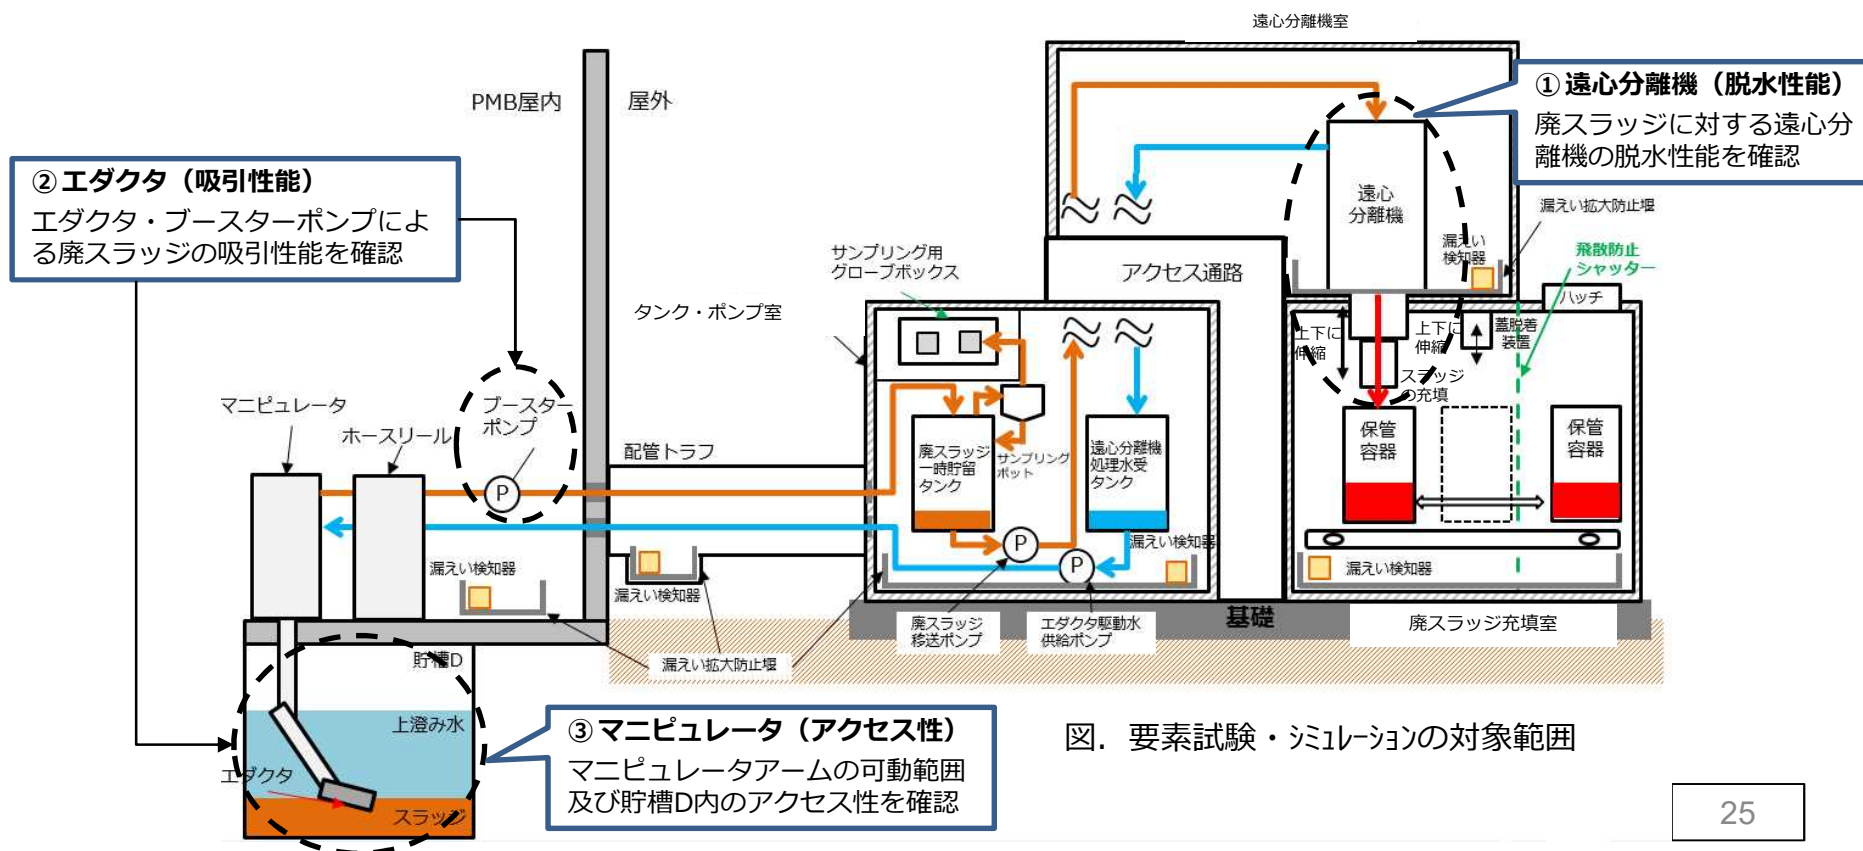 遠心分離機室
① 遠心分離機（脱水性能）
廃スラッジに対する遠心分
離機の脱水性能を確認
PMB屋内
屋外
② エダクタ（吸引性能）
エダクタ・ブースターポンプによ
る廃スラッジの吸引性能を確認
遠心
分離機
漏えい拡大防止堰
漏えい
検知器
飛散防止
シャッター
サンプリング用
グローブボックス
アクセス通路
ハッチ
タンク・ポンプ室
上下に
伸縮
上下に
伸縮
蓋脱着
装置
スラッジ
の充填
マニピュレータ
ホースリール
ブースター
ポンプ
P
配管トラフ
廃スラッジ
一時貯留
タンク
サンプリング
ポット
遠心分離機
処理水受
タンク
保管
容器
保管
容器
P
P
漏えい検知器
漏えい検知器
漏えい検知器
漏えい検知器
廃スラッジ
移送ポンプ
エダクタ駆動水
供給ポンプ
基礎
廃スラッジ充填室
貯槽D
漏えい拡大防止堰
上澄み水
エダクタ
スラッジ
③ マニピュレータ（アクセス性）
マニピュレータアームの可動範囲
及び貯槽D内のアクセス性を確認
図．要素試験・ｼﾐｭﾚｰｼｮﾝの対象範囲
25